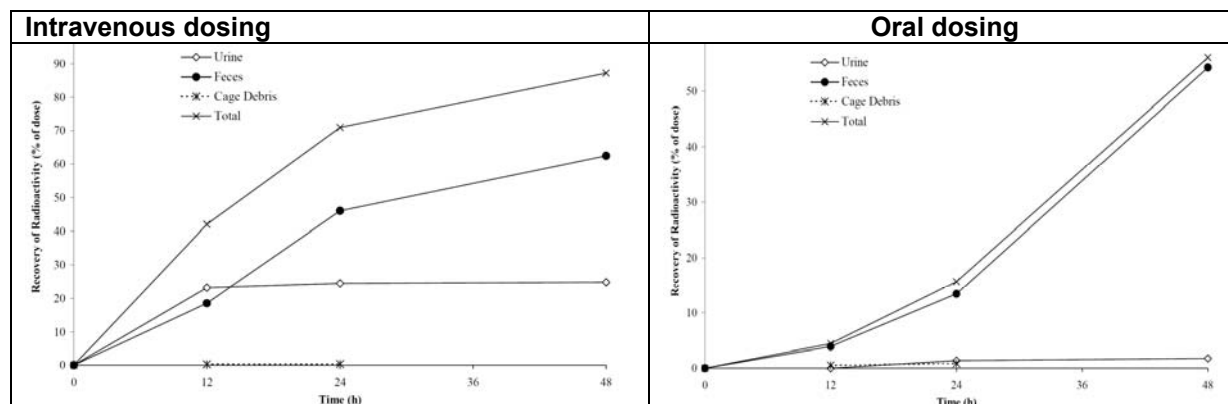 Intravenous dosing
Oral dosing
90
80
70
60
50
40
30
20
10
0
Recovery of Radioactivity (% of dose)
Urine
Feces
Cage Debris
Total
0
12
24
36
48
Time (h)
50
40
30
20
10
0
Recovery of Radioactivity (% of dose)
Urine
Feces
Cage Debris
Total
0
12
24
36
48
Time (h)